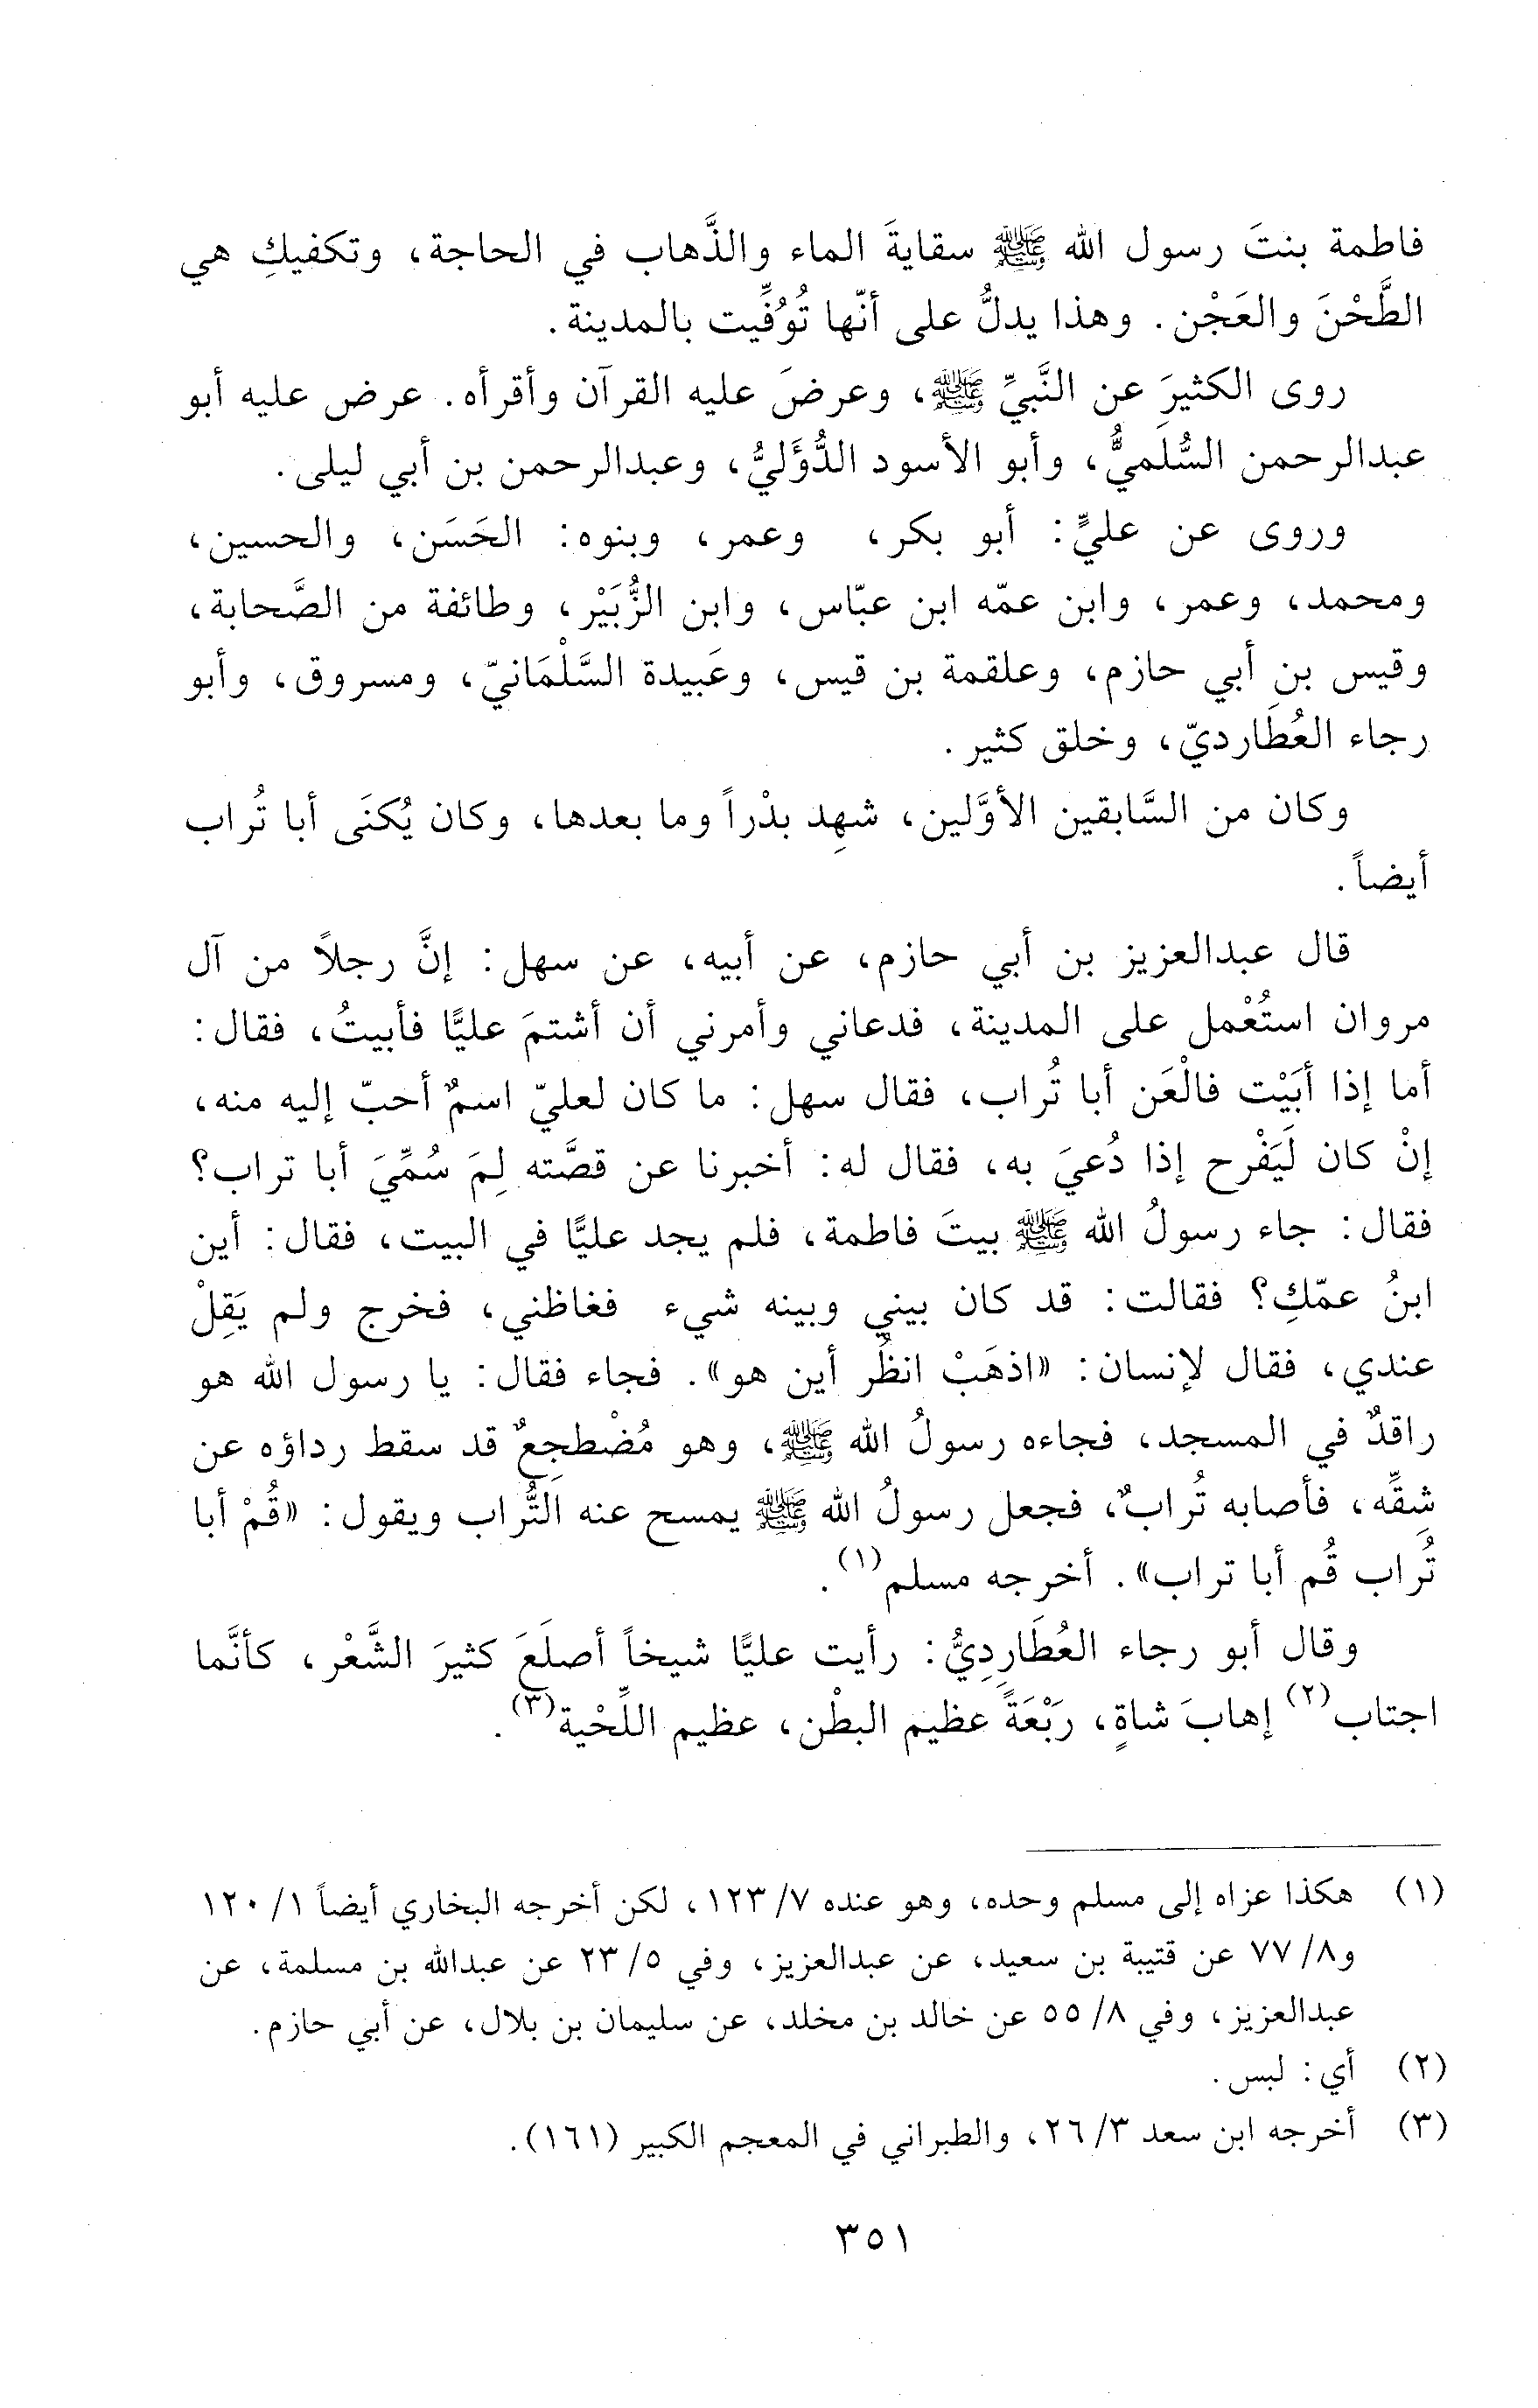 فاطمة بنتَ رسول الله ﷺ سقايةَ الماء والذَّهاب في الحاجة، وتكفيكِ هي
الطَّحْنَ والعَجْن. وهذا يدلُّ على أنّها تُوُفِّيت بالمدينة.
روى الكثيرَ عن النَّبيِّ ﷺ، وعرضَ عليه القرآن وأقرأه. عرض عليه أبو
عبدالرحمن السُّلَميُّ، وأبو الأسود الدُّؤَليُّ، وعبدالرحمن بن أبي ليلى.
وروى عن عليٍّ: أبو بكر، وعمر، وبنوه: الحَسَن، والحسين،
ومحمد، وعمر، وابن عمّه ابن عبّاس، وابن الزُّبَيْر، وطائفة من الصَّحابة،
وقيس بن أبي حازم، وعلقمة بن قيس، وعَبيدة السَّلْمَانيّ، ومسروق، وأبو
رجاء العُطَارديّ، وخلق كثير.
وكان من السَّابقين الأوَّلين، شهِد بدْراً وما بعدها، وكان يُكنَى أبا تُراب
أيضاً.
قال عبدالعزيز بن أبي حازم، عن أبيه، عن سهل: إنَّ رجلاً من آل
مروان استُعْمل على المدينة، فدعاني وأمرني أن أشتمَ عليًّا فأبيتُ، فقال:
أما إذا أبَيْت فالْعَن أبا تُراب، فقال سهل: ما كان لعليّ اسمٌ أحبّ إليه منه،
إنْ كان لَيَفْرح إذا دُعيَ به، فقال له: أخبرنا عن قصَّته لِمَ سُمِّيَ أبا تراب؟
فقال: جاء رسولُ الله ﷺ بيتَ فاطمة، فلم يجد عليًّا في البيت، فقال: أين
ابنُ عمّكِ؟ فقالت: قد كان بيني وبينه شيء فغاظني، فخرج ولم يَقِلْ
عندي، فقال لإنسان: «اذهَبْ انظُر أين هو». فجاء فقال: يا رسول الله هو
راقدٌ في المسجد، فجاءه رسولُ الله ﷺ، وهو مُضْطجِعٌ قد سقط رداؤه عن
شِقِّه، فأصابه تُرابٌ، فجعل رسولُ الله ﷺ يمسح عنه التُّراب ويقول: «قُمْ أبا
تُراب قُم أبا تراب». أخرجه مسلم(١).
وقال أبو رجاء العُطَارِدِيُّ: رأيت عليًّا شيخاً أصلَعَ كثيرَ الشَّعْر، كأنَّما
اجتاب(٢) إهابَ شاةٍ، رَبْعَةً عظيم البطْن، عظيم اللِّحْية(٣).
(١) هكذا عزاه إلى مسلم وحده، وهو عنده ٧/ ١٢٣، لكن أخرجه البخاري أيضاً ١/ ١٢٠
و٨/ ٧٧ عن قتيبة بن سعيد، عن عبدالعزيز، وفي ٥/ ٢٣ عن عبدالله بن مسلمة، عن
عبدالعزيز، وفي ٨/ ٥٥ عن خالد بن مخلد، عن سليمان بن بلال، عن أبي حازم.
(٢) أي: لبس.
(٣) أخرجه ابن سعد ٣/ ٢٦، والطبراني في المعجم الكبير (١٦١).
٣٥١